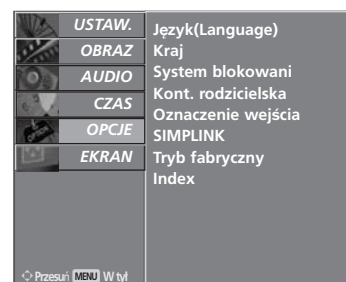 USTAW.
OBRAZ
AUDIO
CZAS
OPCJE
EKRAN
Przesuń MENU W tył
Język(Language)
Kraj
System blokowani
Kont. rodzicielska
Oznaczenie wejścia
SIMPLINK
Tryb fabryczny
Index